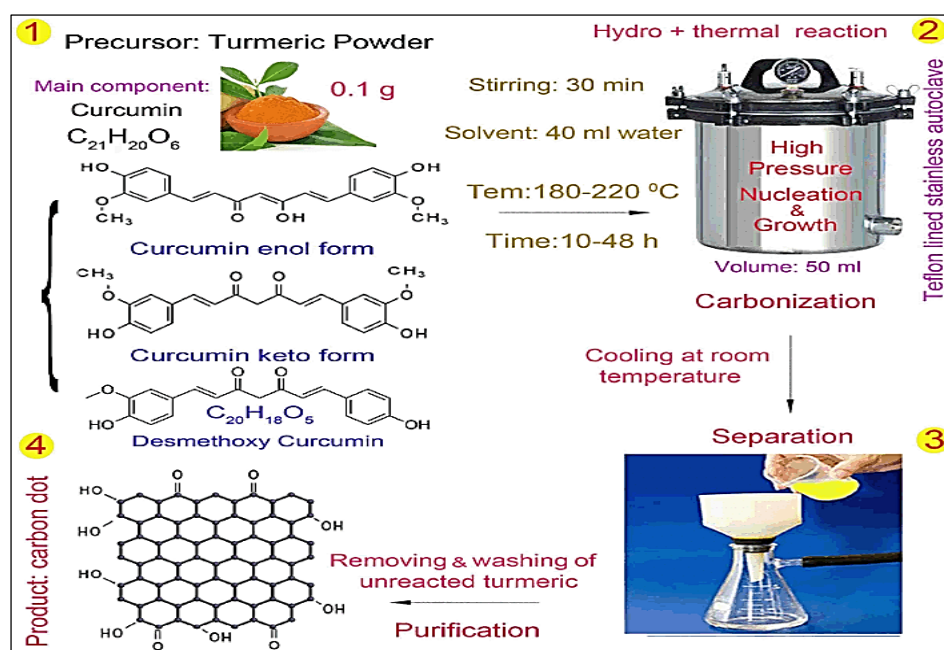 1
Precursor: Turmeric Powder
Main component:
Curcumin
C₂₁H₂₀O₆
0.1 g
HO
O
CH₃
O
OH
OH
O
CH₃
Curcumin enol form
CH₃
O
HO
O
O
CH₃
O
OH
Curcumin keto form
O
HO
O
O
OH
C₂₀H₁₈O₅
Desmethoxy Curcumin
Stirring: 30 min
Solvent: 40 ml water
Tem:180-220 ⁰C
Time:10-48 h
2
Hydro + thermal reaction
High
Pressure
Nucleation
&
Growth
Volume: 50 ml
Carbonization
Teflon lined stainless autoclave
Cooling at room
temperature
3
Separation
Removing & washing of
unreacted turmeric
Purification
4
Product: carbon dot
HO
O
O
HO
OH
HO
OH
HO
O
OH
O
OH